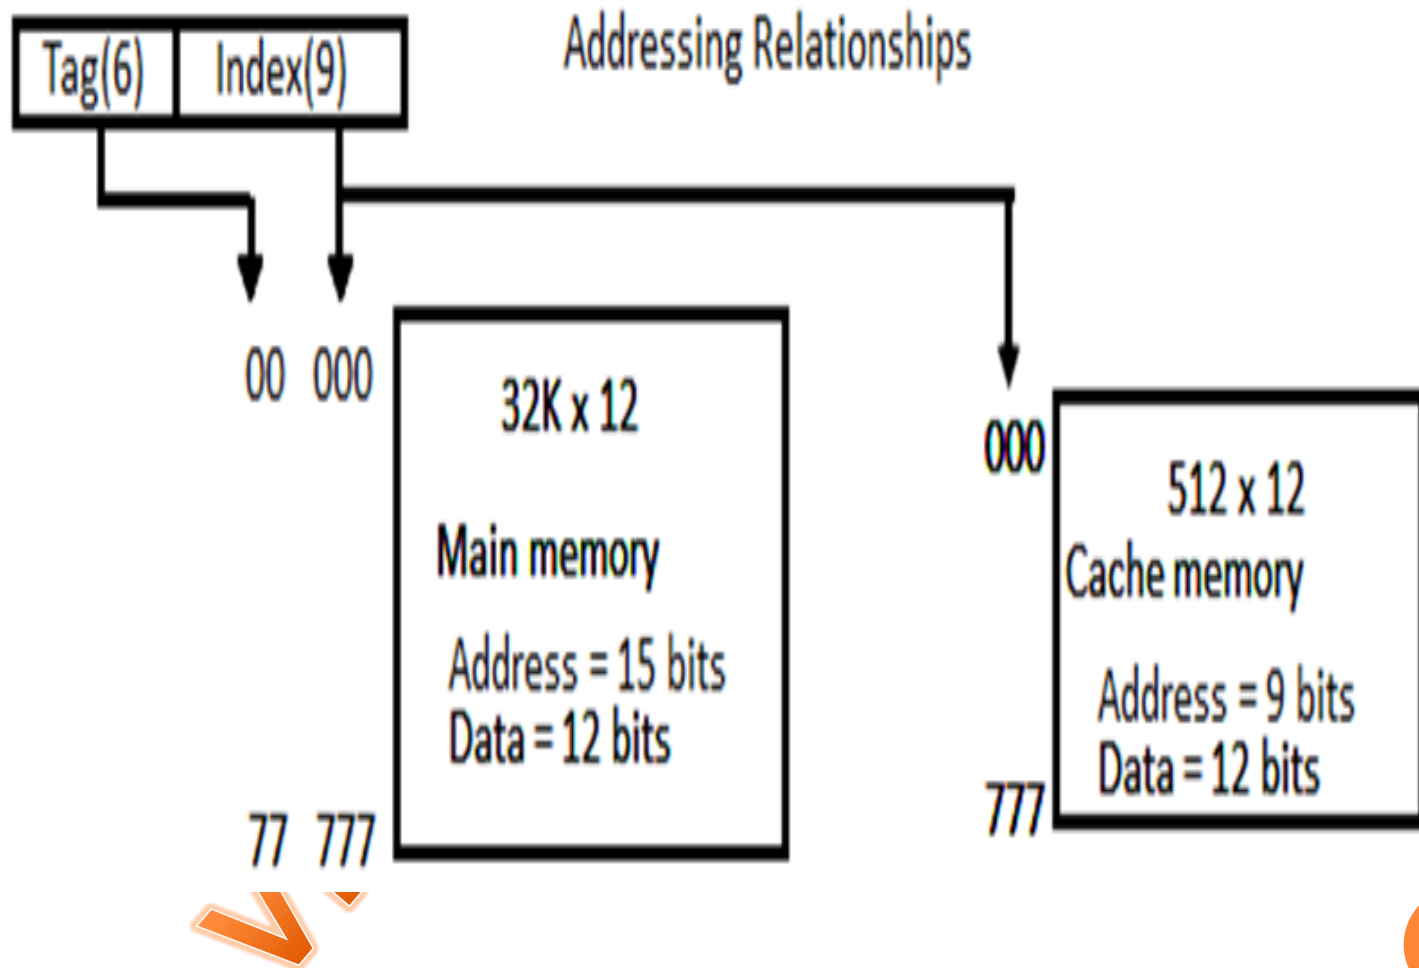 Addressing Relationships
Tag(6) Index(9)
00 000
32K x 12
Main memory
Address = 15 bits
Data = 12 bits
77 777
000
512 x 12
Cache memory
Address = 9 bits
Data = 12 bits
777